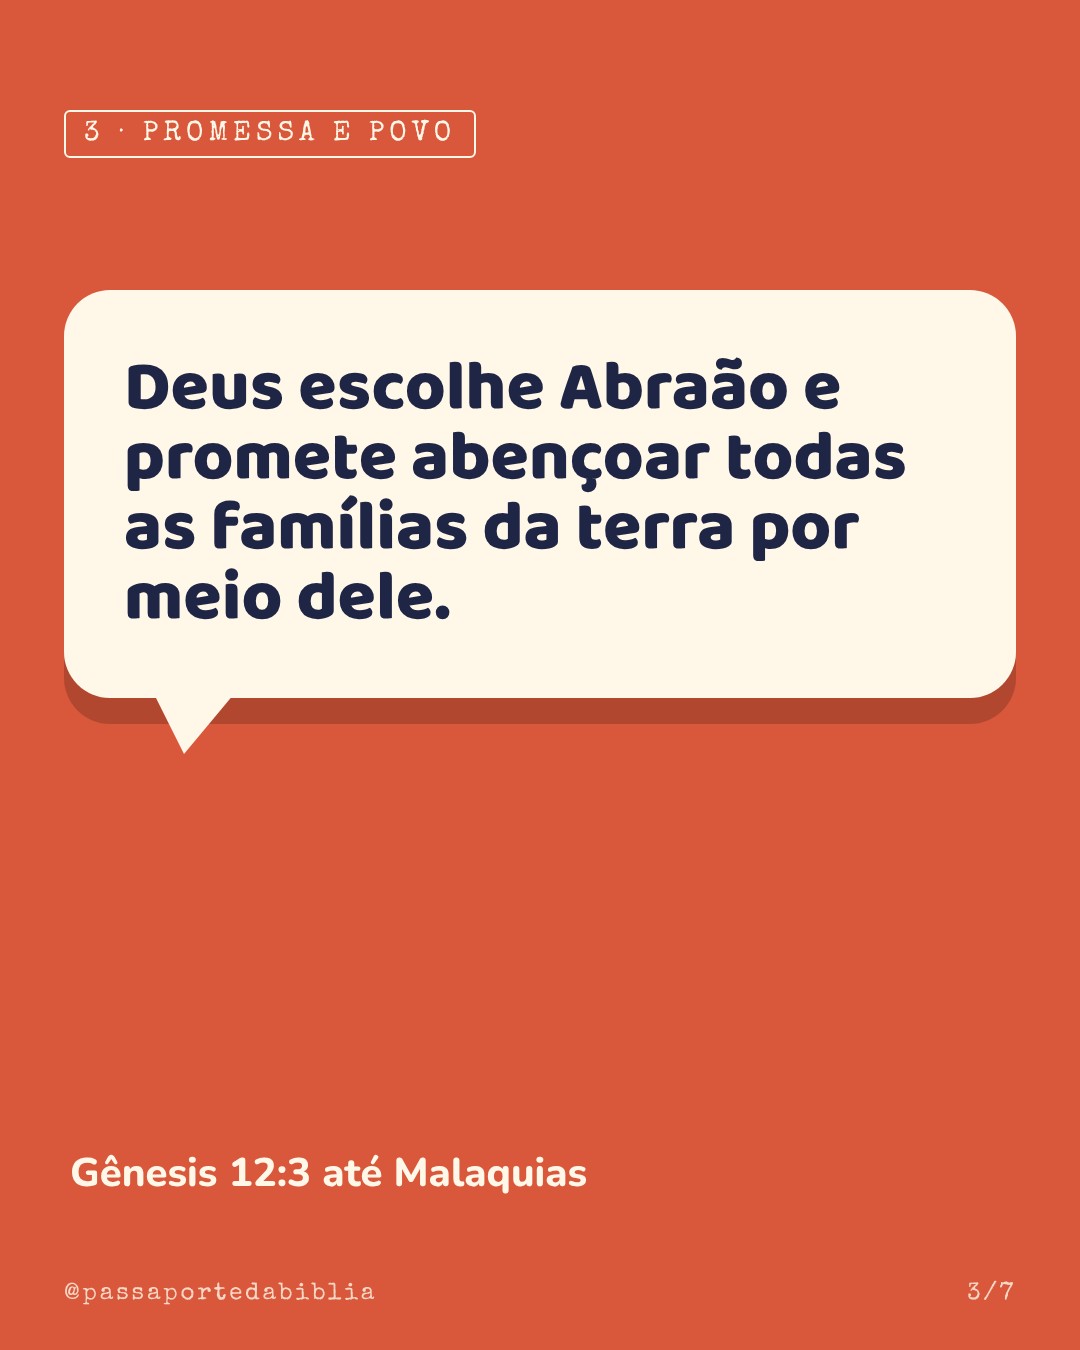 3 · PROMESSA E POVO
Deus escolhe Abraão e
promete abençoar todas
as famílias da terra por
meio dele.
Gênesis 12:3 até Malaquias
@passaportedabiblia
3/7